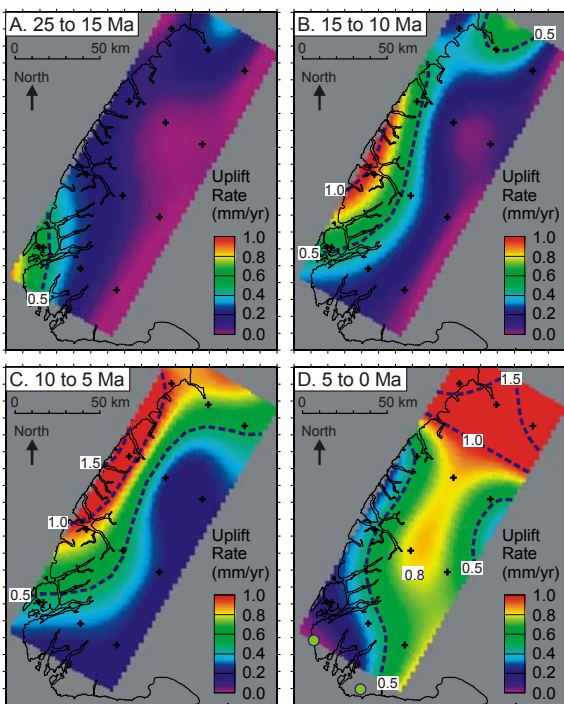 A. 25 to 15 Ma
0 50 km
North
Uplift
Rate
(mm/yr)
1.0
0.8
0.6
0.4
0.2
0.0
0.5
B. 15 to 10 Ma
0 50 km
0.5
North
1.0
Uplift
Rate
(mm/yr)
1.0
0.8
0.6
0.4
0.2
0.0
0.5
C. 10 to 5 Ma
0 50 km
North
1.5
1.0
Uplift
Rate
(mm/yr)
1.0
0.8
0.6
0.4
0.2
0.0
0.5
D. 5 to 0 Ma
0 50 km
1.5
North
1.0
0.5
0.8
Uplift
Rate
(mm/yr)
1.0
0.8
0.6
0.4
0.2
0.0
0.5